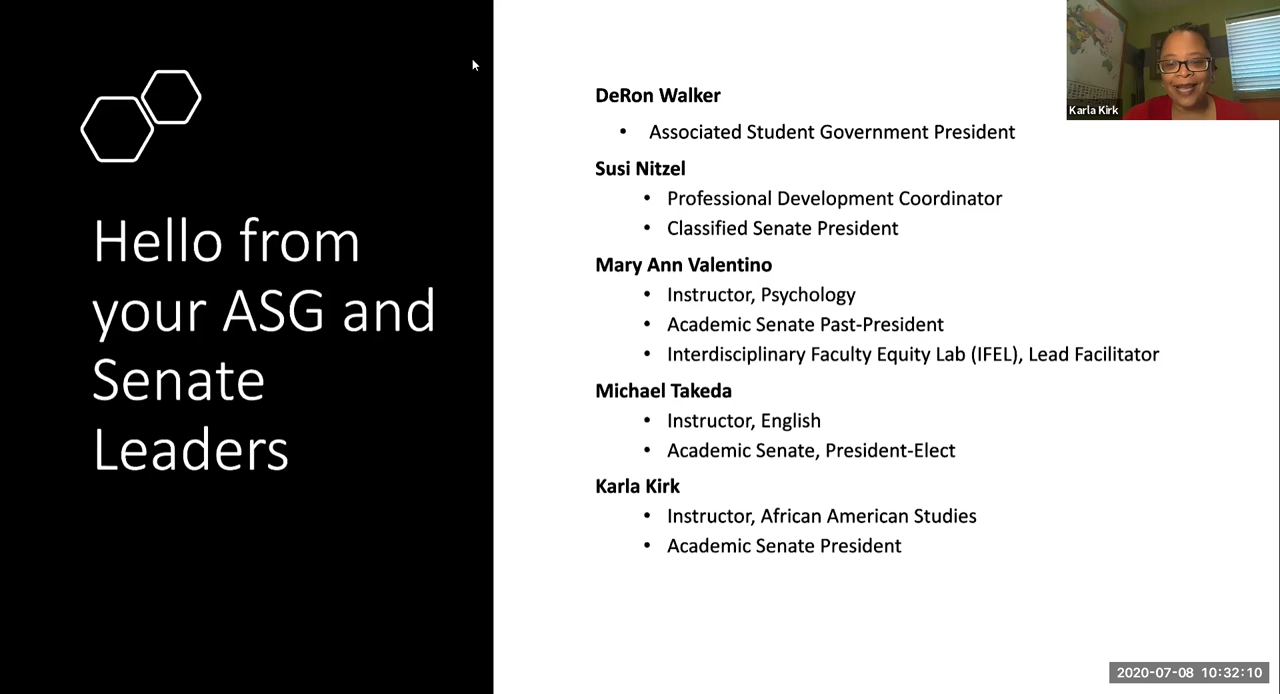 Hello from
your ASG and
Senate
Leaders
DeRon Walker
• Associated Student Government President
Susi Nitzel
• Professional Development Coordinator
• Classified Senate President
Mary Ann Valentino
• Instructor, Psychology
• Academic Senate Past-President
• Interdisciplinary Faculty Equity Lab (IFEL), Lead Facilitator
Michael Takeda
• Instructor, English
• Academic Senate, President-Elect
Karla Kirk
• Instructor, African American Studies
• Academic Senate President
Karla Kirk
2020-07-08 10:32:10